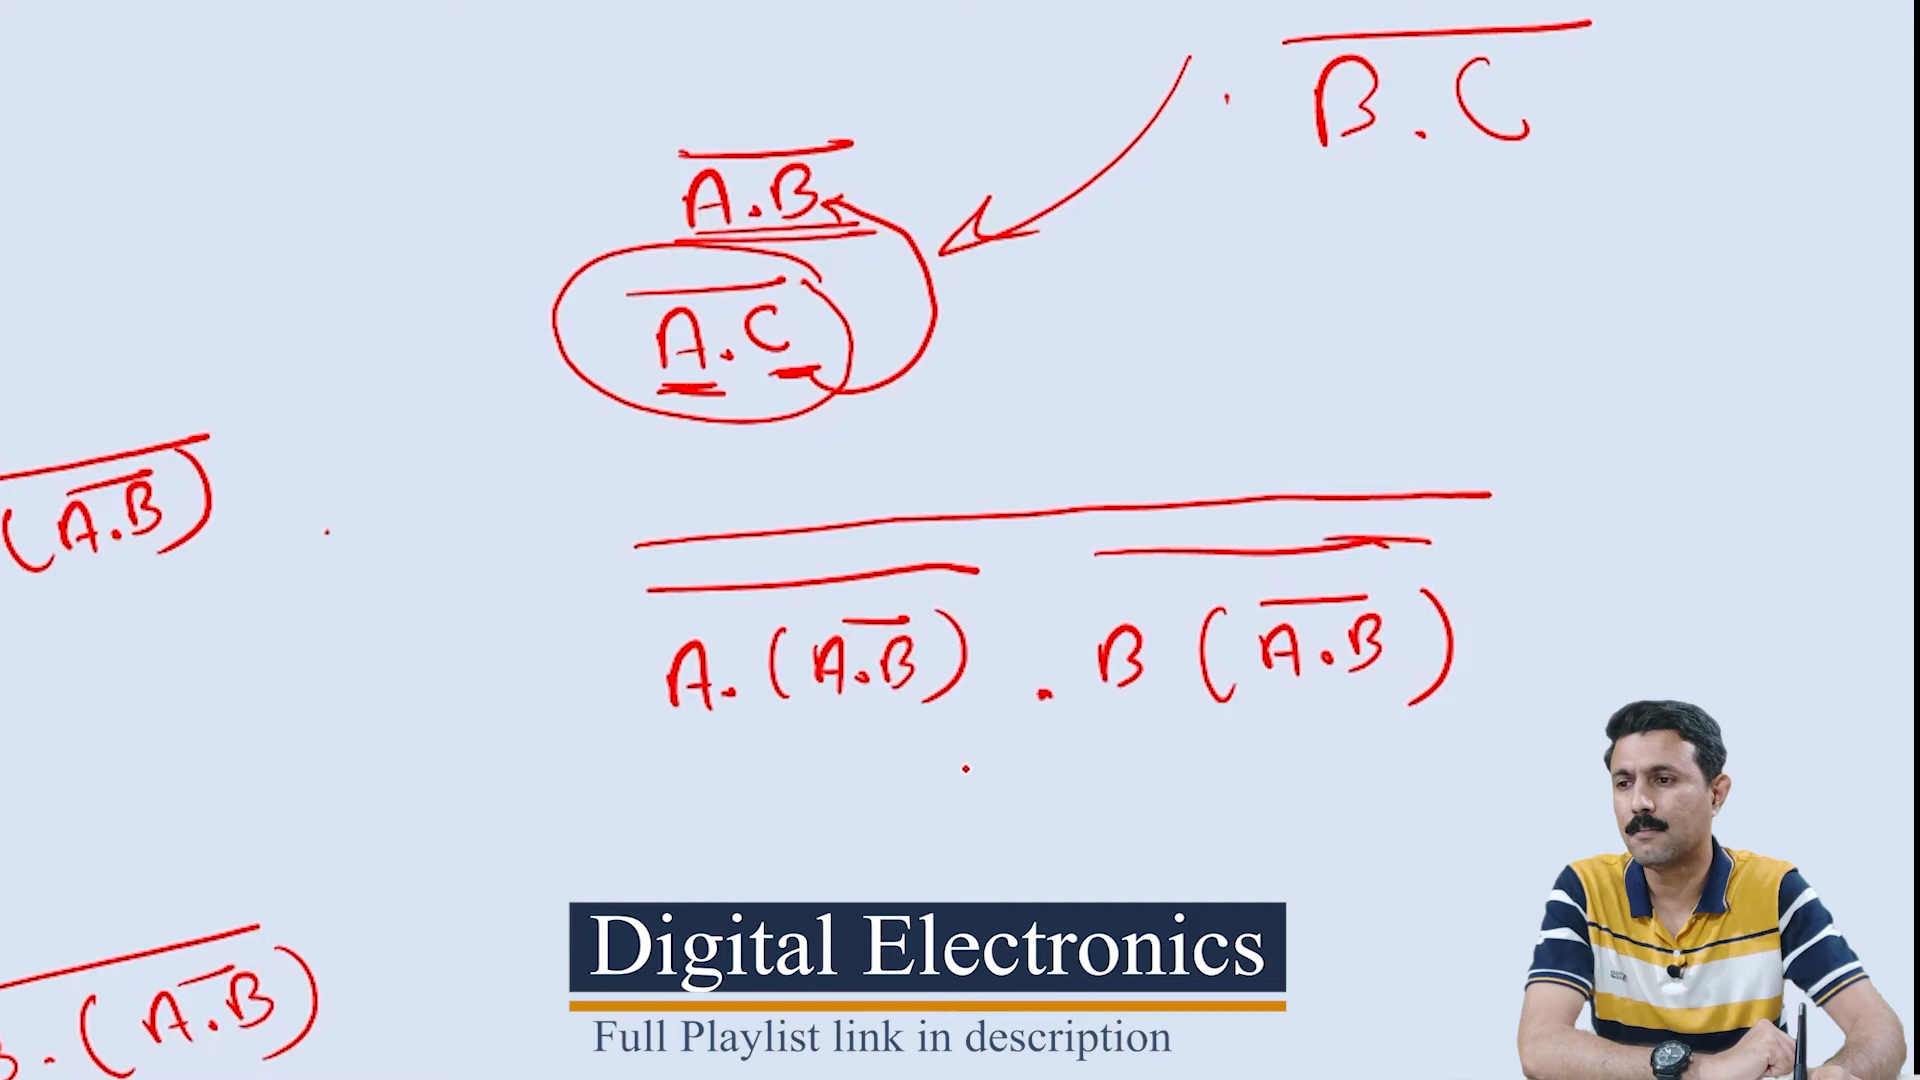 B.C
A.B
A.C
(A.B)
A.(A.B) . B (A.B)
B.(A.B)
Digital Electronics
Full Playlist link in description